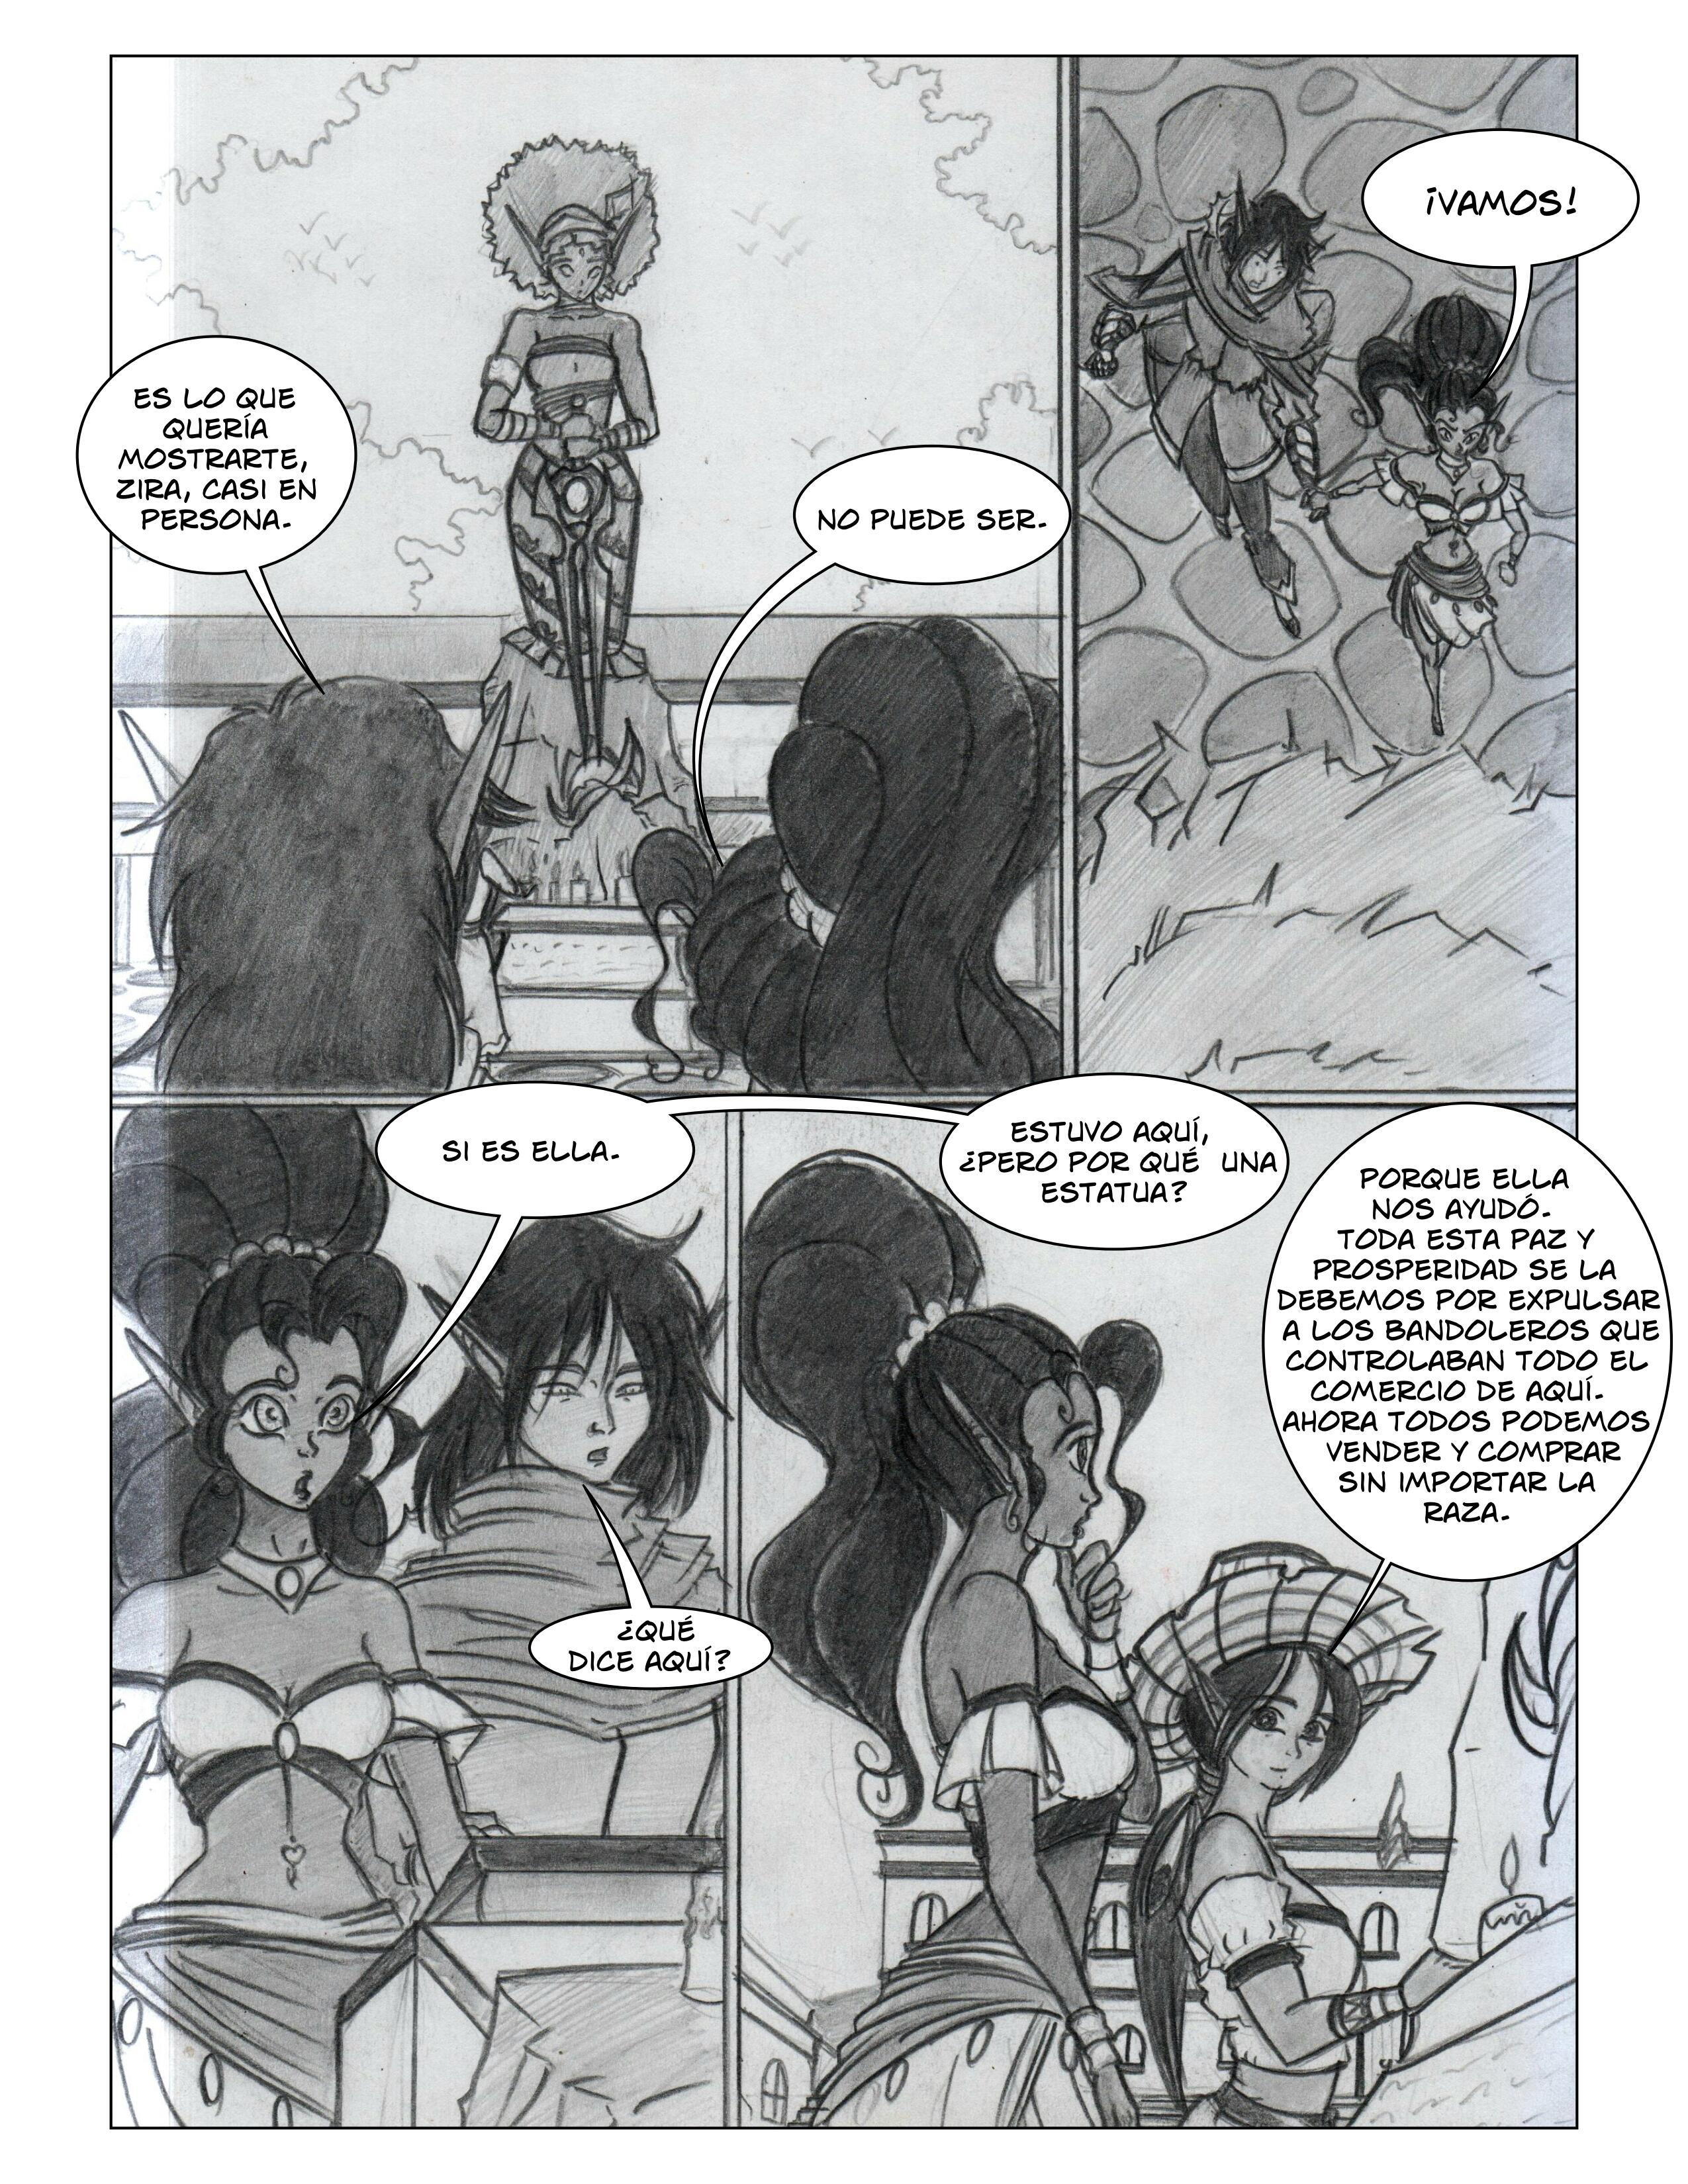 ES LO QUE
QUERÍA
MOSTRARTE,
ZIRA, CASI EN
PERSONA.
NO PUEDE SER.
¡VAMOS!
SI ES ELLA.
¿QUÉ
DICE AQUÍ?
ESTUVO AQUÍ,
¿PERO POR QUÉ UNA
ESTATUA?
PORQUE ELLA
NOS AYUDÓ.
TODA ESTA PAZ Y
PROSPERIDAD SE LA
DEBEMOS POR EXPULSAR
A LOS BANDOLEROS QUE
CONTROLABAN TODO EL
COMERCIO DE AQUÍ.
AHORA TODOS PODEMOS
VENDER Y COMPRAR
SIN IMPORTAR LA
RAZA.